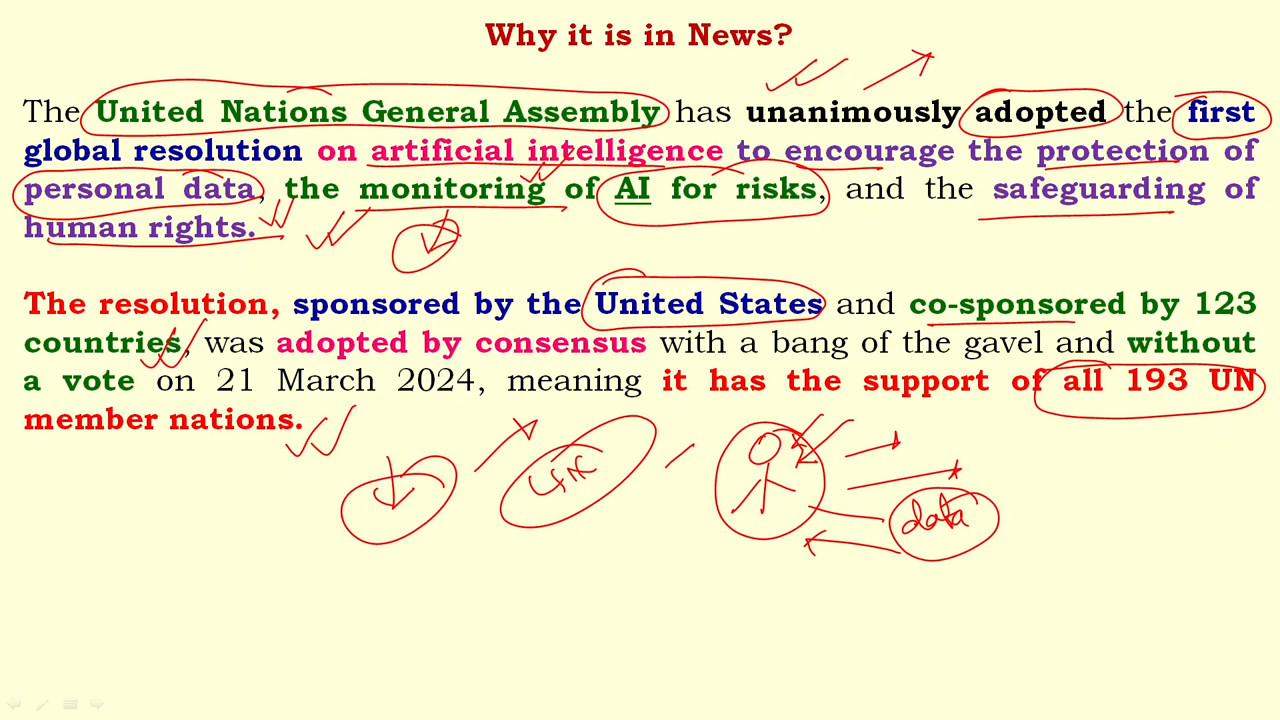 Why it is in News?
The United Nations General Assembly has unanimously adopted the first
global resolution on artificial intelligence to encourage the protection of
personal data, the monitoring of AI for risks, and the safeguarding of
human rights.
The resolution, sponsored by the United States and co-sponsored by 123
countries, was adopted by consensus with a bang of the gavel and without
a vote on 21 March 2024, meaning it has the support of all 193 UN
member nations.
data